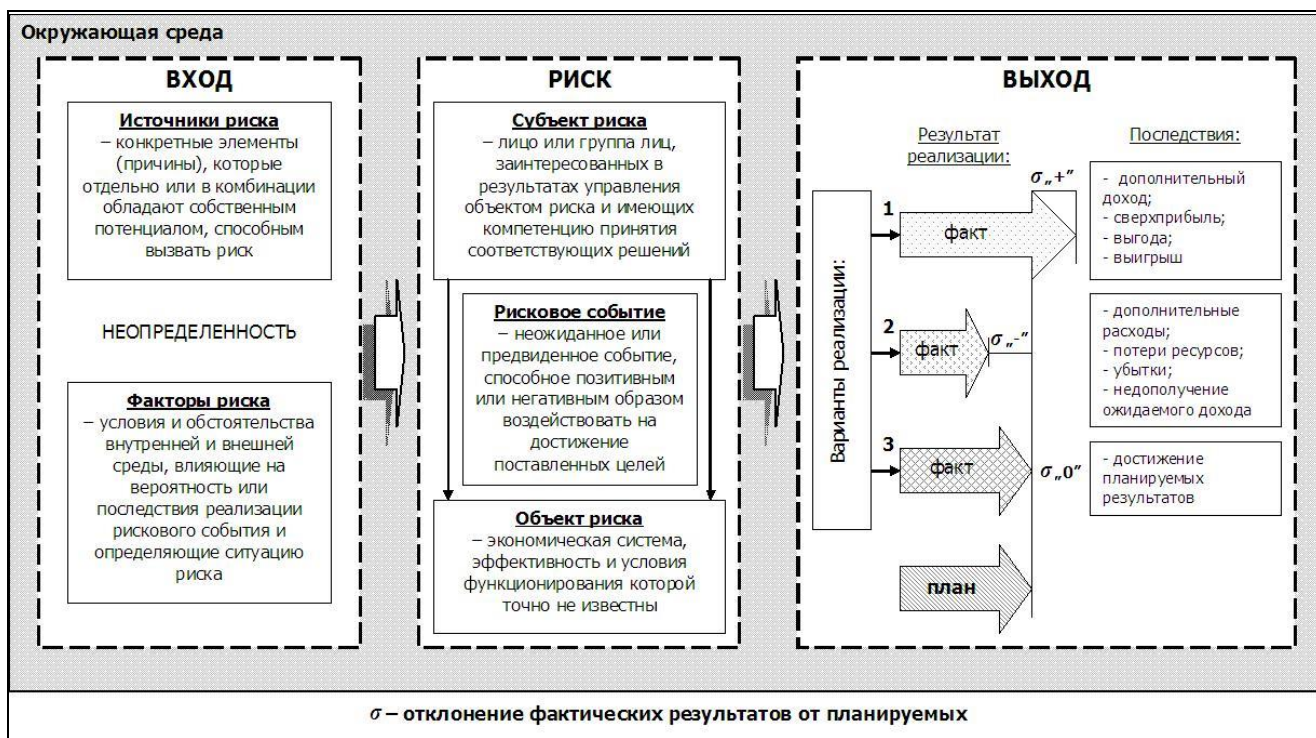 Окружающая среда
ВХОД
Источники риска
– конкретные элементы
(причины), которые
отдельно или в комбинации
обладают собственным
потенциалом, способным
вызвать риск
НЕОПРЕДЕЛЕННОСТЬ
Факторы риска
– условия и обстоятельства
внутренней и внешней
среды, влияющие на
вероятность или
последствия реализации
рискового события и
определяющие ситуацию
риска
РИСК
Субъект риска
– лицо или группа лиц,
заинтересованных в
результатах управления
объектом риска и имеющих
компетенцию принятия
соответствующих решений
Рисковое событие
– неожиданное или
предвиденное событие,
способное позитивным
или негативным образом
воздействовать на
достижение
поставленных целей
Объект риска
– экономическая система,
эффективность и условия
функционирования которой
точно не известны
ВЫХОД
Результат
реализации:
Последствия:
Варианты реализации:
σ„+”
1
факт
- дополнительный
доход;
- сверхприбыль;
- выгода;
- выигрыш
2
факт
σ„-”
- дополнительные
расходы;
- потери ресурсов;
- убытки;
- недополучение
ожидаемого дохода
3
факт
σ„0”
- достижение
планируемых
результатов
план
σ – отклонение фактических результатов от планируемых